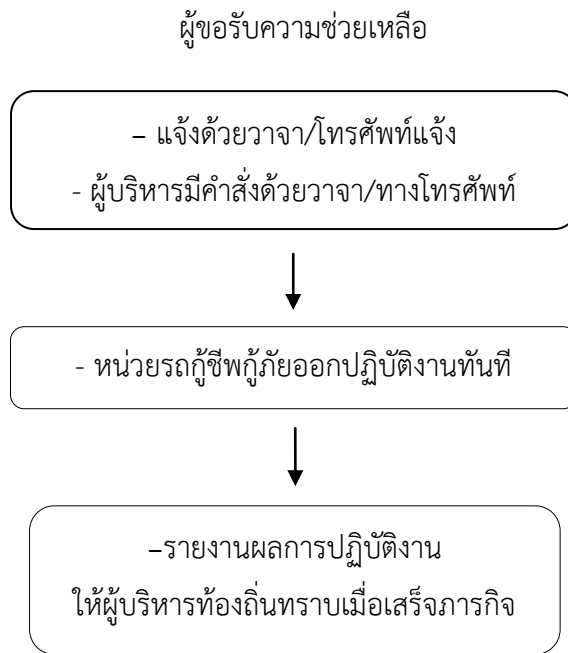 ผู้ขอรับความช่วยเหลือ
– แจ้งด้วยวาจา/โทรศัพท์แจ้ง
- ผู้บริหารมีคำสั่งด้วยวาจา/ทางโทรศัพท์
- หน่วยรถกู้ชีพกู้ภัยออกปฏิบัติงานทันที
–รายงานผลการปฏิบัติงาน
ให้ผู้บริหารท้องถิ่นทราบเมื่อเสร็จภารกิจ